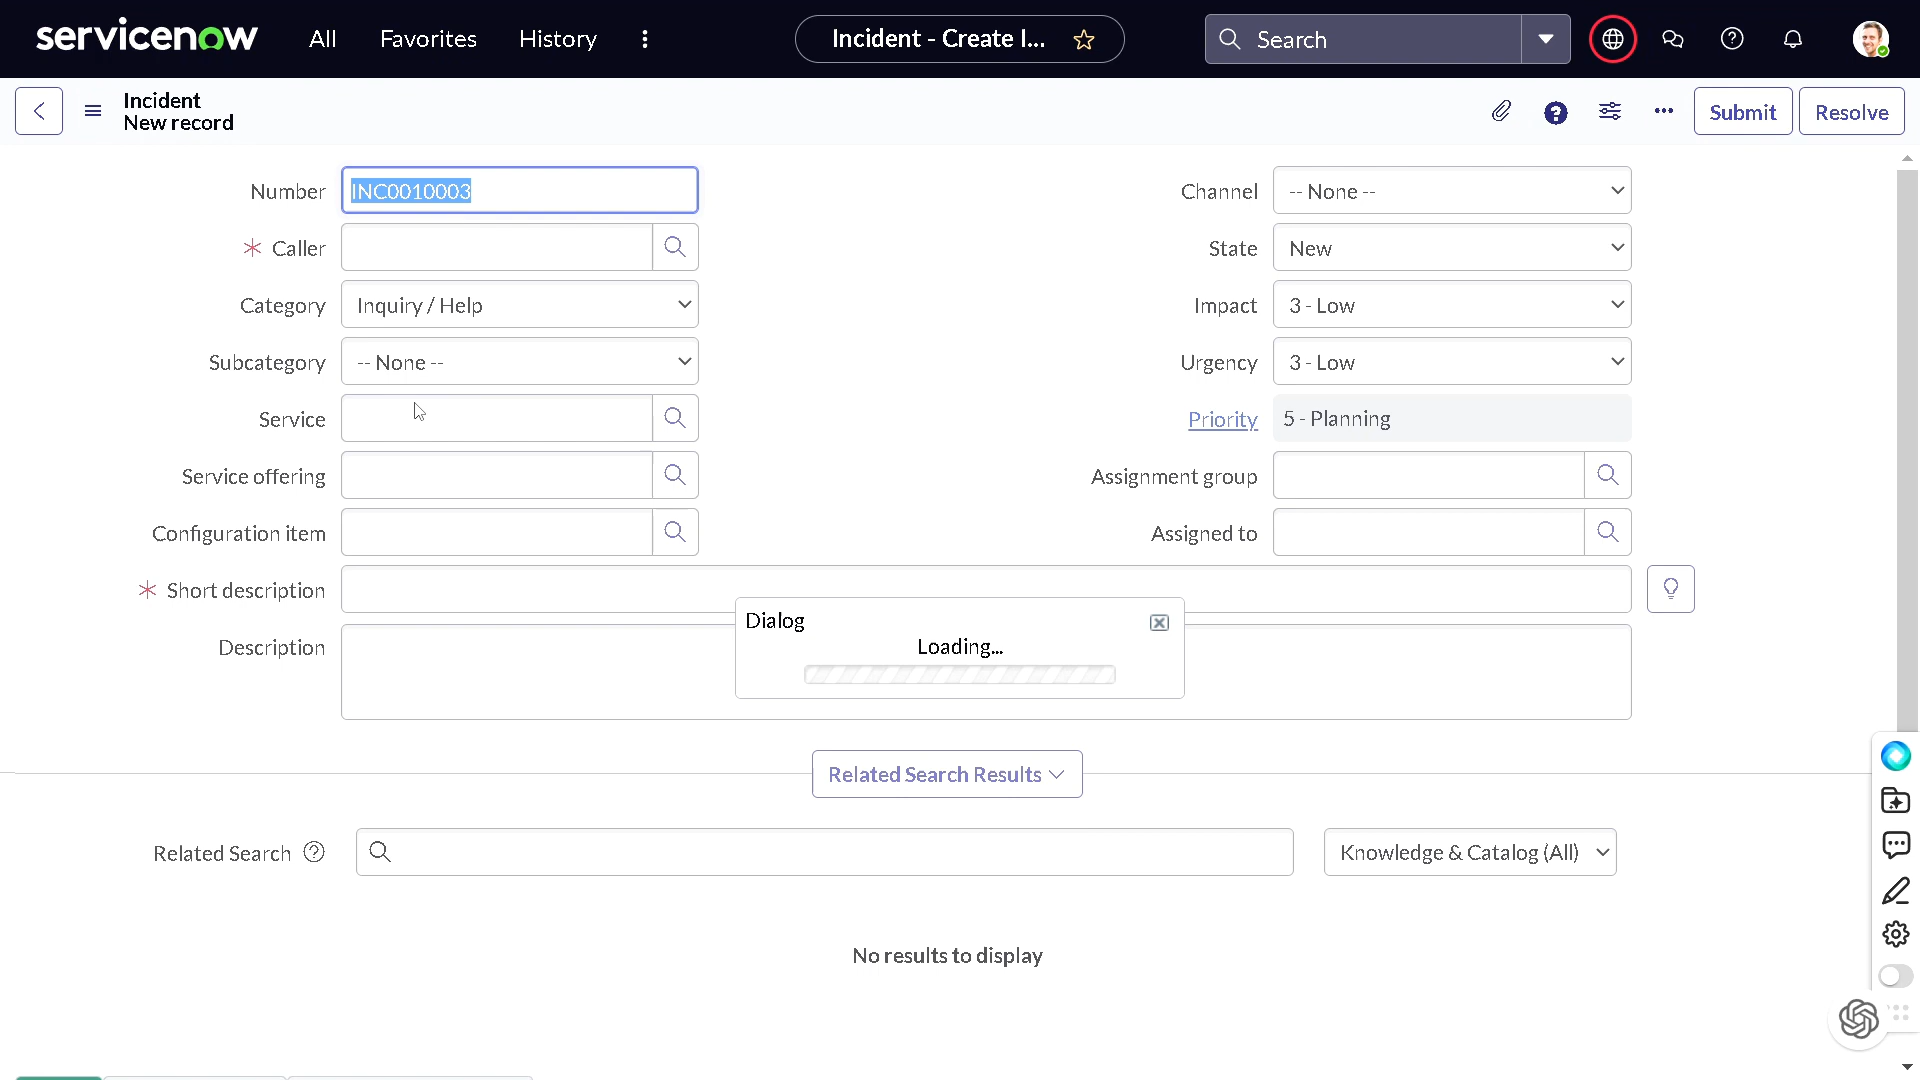 servicenow
All
Favorites
History
Incident - Create I...
Search
Incident
New record
Submit
Resolve
Number
INC0010003
Channel
-- None --
* Caller
State
New
Category
Inquiry / Help
Impact
3 - Low
Subcategory
-- None --
Urgency
3 - Low
Service
Priority
5 - Planning
Service offering
Assignment group
Configuration item
Assigned to
* Short description
Dialog
Description
Loading...
Related Search Results
Related Search
Knowledge & Catalog (All)
No results to display